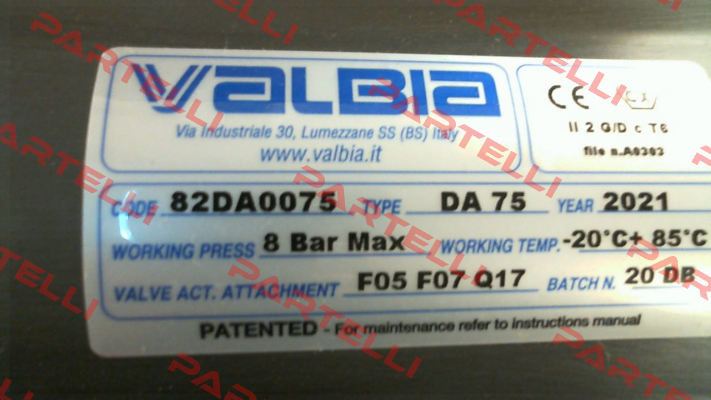 VALBIA
Via Industriale 30, Lumezzane SS (BS) Italy
www.valbia.it
CE Ex
II 2 G/D c T6
file n.A0303
CODE 82DA0075 TYPE DA 75 YEAR 2021
WORKING PRESS 8 Bar Max WORKING TEMP. -20°C+ 85°C
VALVE ACT. ATTACHMENT F05 F07 Q17 BATCH N. 20 DB
PATENTED - For maintenance refer to instructions manual
PARTELLI